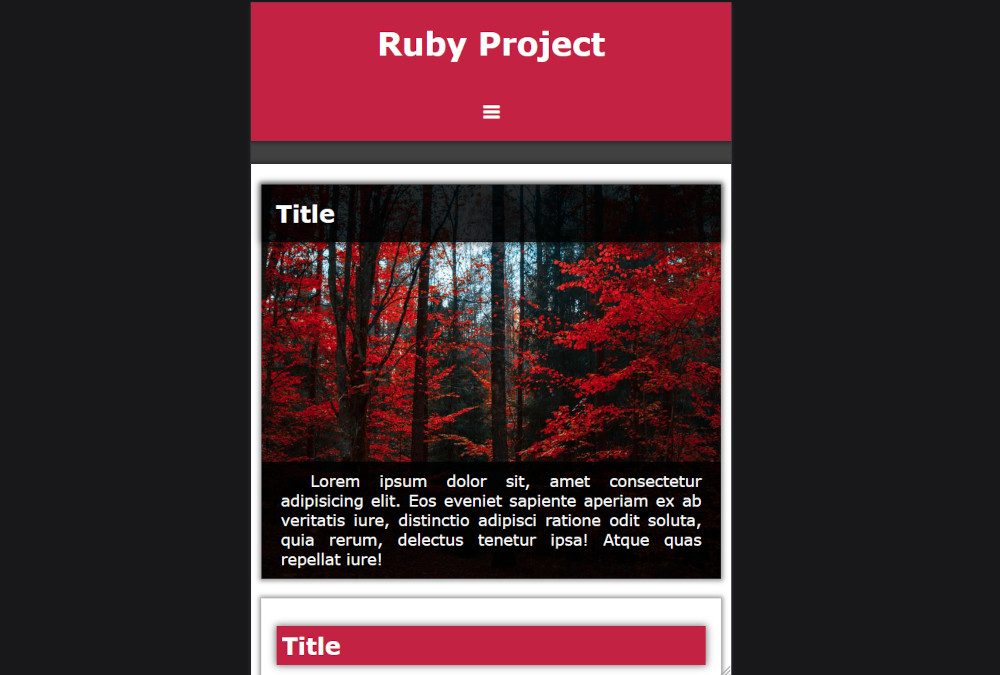 Ruby Project
Title
Lorem ipsum dolor sit, amet consectetur
adipisicing elit. Eos eveniet sapiente aperiam ex ab
veritatis iure, distinctio adipisci ratione odit soluta,
quia rerum, delectus tenetur ipsa! Atque quas
repellat iure!
Title